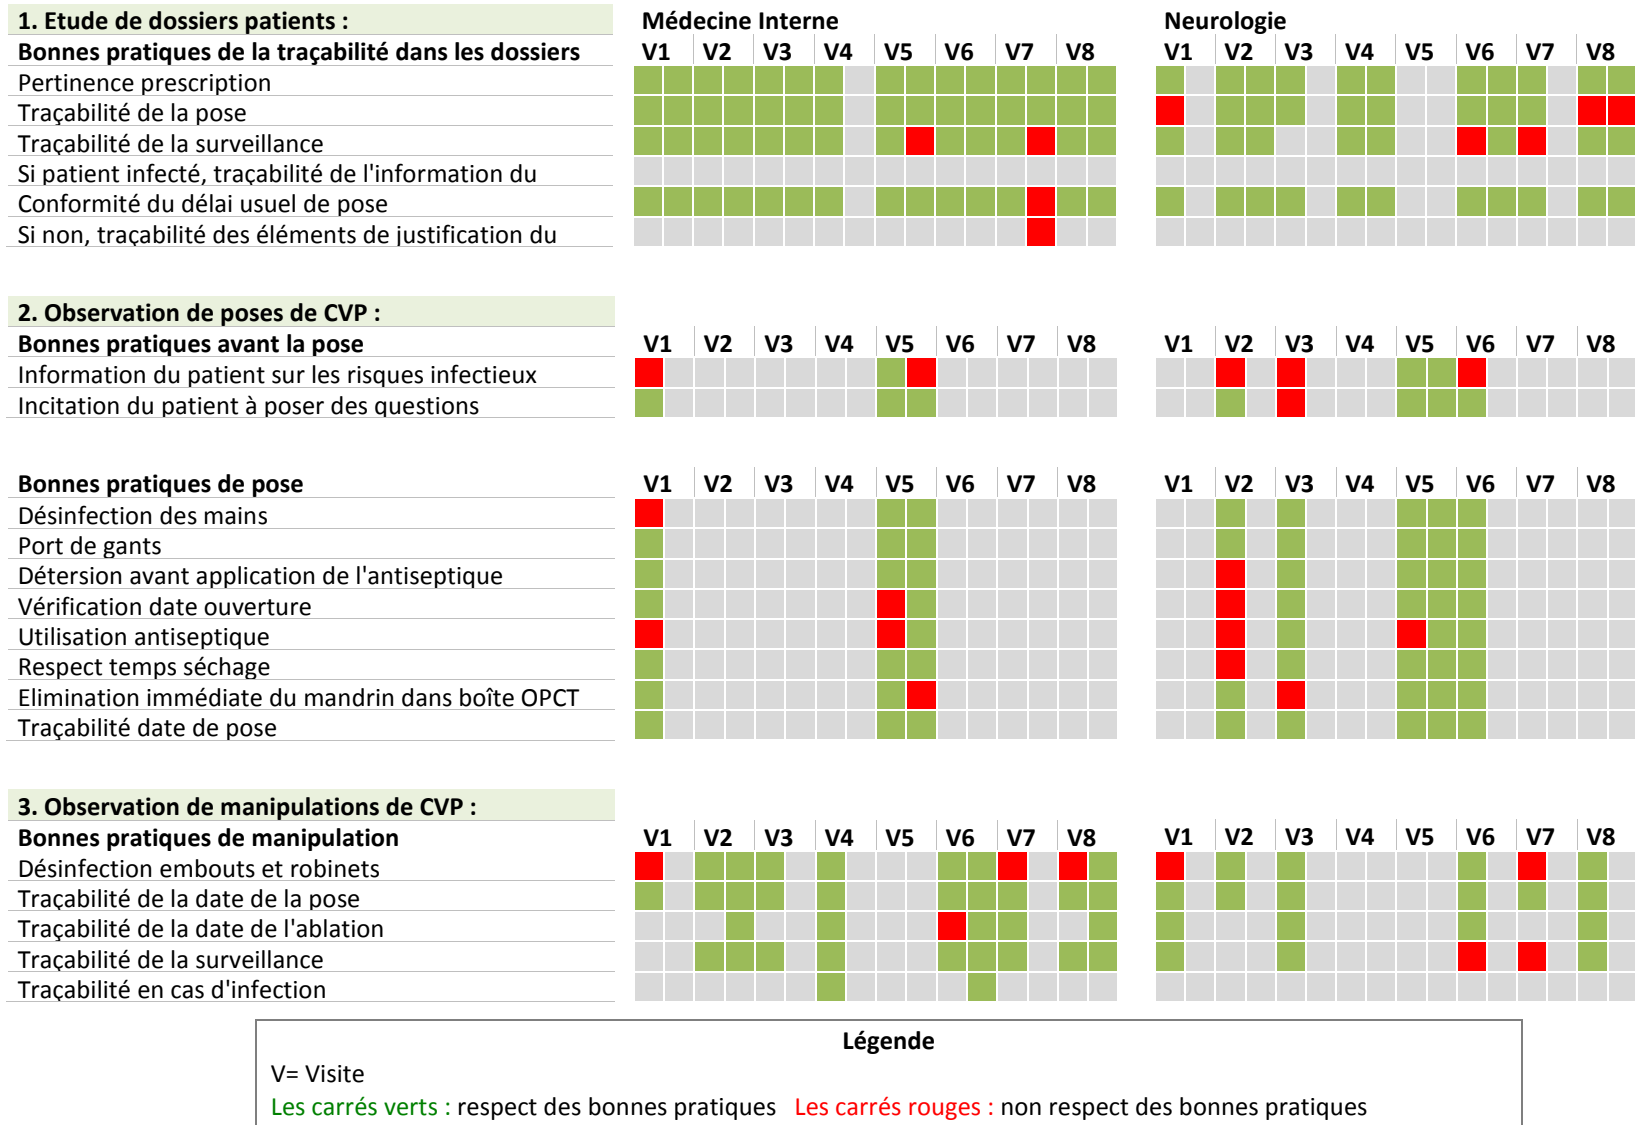 1. Etude de dossiers patients : Médecine Interne Neurologie
Bonnes pratiques de la traçabilité dans les dossiers V1 V2 V3 V4 V5 V6 V7 V8 V1 V2 V3 V4 V5 V6 V7 V8
Pertinence prescription
Traçabilité de la pose
Traçabilité de la surveillance
Si patient infecté, traçabilité de l'information du
Conformité du délai usuel de pose
Si non, traçabilité des éléments de justification du
2. Observation de poses de CVP :
Bonnes pratiques avant la pose V1 V2 V3 V4 V5 V6 V7 V8 V1 V2 V3 V4 V5 V6 V7 V8
Information du patient sur les risques infectieux
Incitation du patient à poser des questions
Bonnes pratiques de pose V1 V2 V3 V4 V5 V6 V7 V8 V1 V2 V3 V4 V5 V6 V7 V8
Désinfection des mains
Port de gants
Détersion avant application de l'antiseptique
Vérification date ouverture
Utilisation antiseptique
Respect temps séchage
Elimination immédiate du mandrin dans boîte OPCT
Traçabilité date de pose
3. Observation de manipulations de CVP :
Bonnes pratiques de manipulation V1 V2 V3 V4 V5 V6 V7 V8 V1 V2 V3 V4 V5 V6 V7 V8
Désinfection embouts et robinets
Traçabilité de la date de la pose
Traçabilité de la date de l'ablation
Traçabilité de la surveillance
Traçabilité en cas d'infection
Légende
V= Visite
Les carrés verts : respect des bonnes pratiques Les carrés rouges : non respect des bonnes pratiques